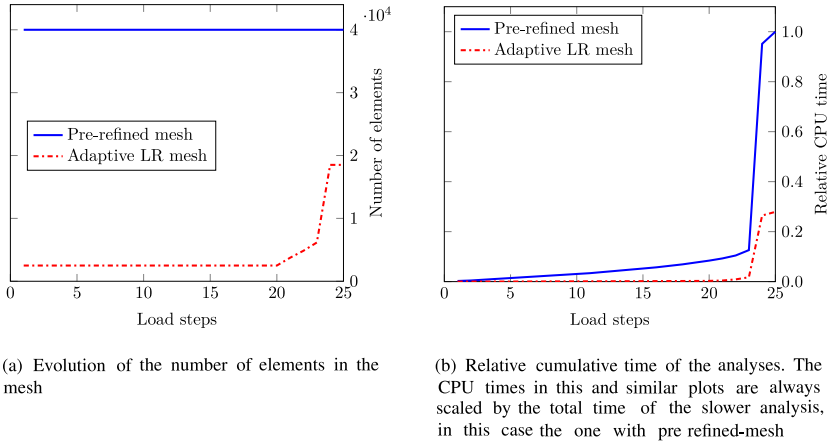 ·10⁴
4
3
2
1
0
Number of elements
Pre-refined mesh
Adaptive LR mesh
0 5 10 15 20 25
Load steps
(a) Evolution of the number of elements in the
mesh
Pre-refined mesh
Adaptive LR mesh
1.0
0.8
0.6
0.4
0.2
0.0
Relative CPU time
0 5 10 15 20 25
Load steps
(b) Relative cumulative time of the analyses. The
CPU times in this and similar plots are always
scaled by the total time of the slower analysis,
in this case the one with pre refined-mesh